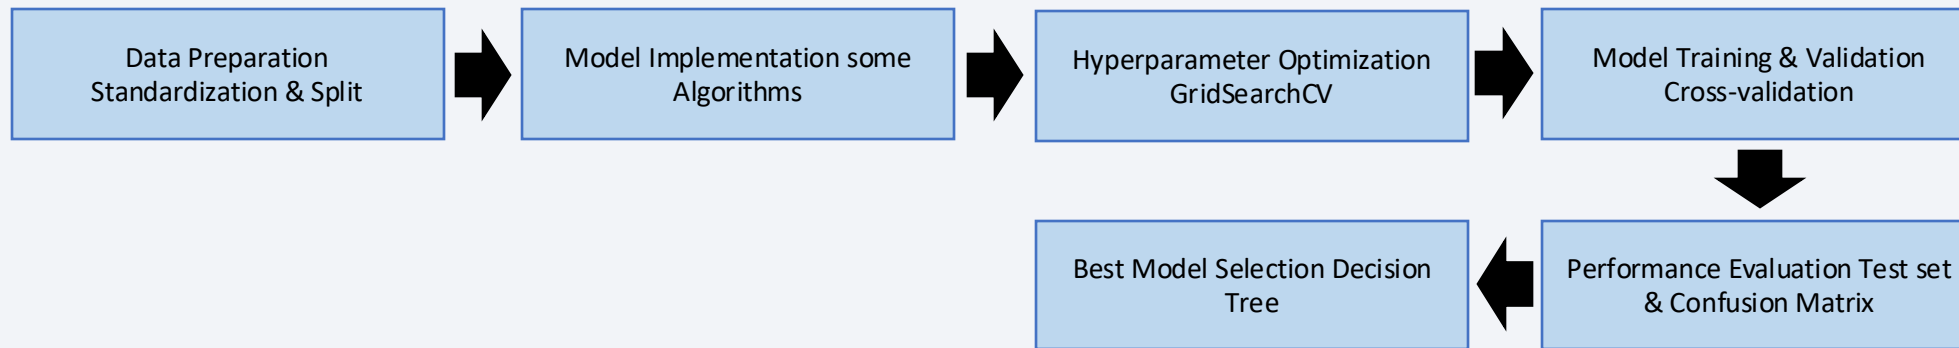 Data Preparation
Standardization & Split
Model Implementation some
Algorithms
Hyperparameter Optimization
GridSearchCV
Model Training & Validation
Cross-validation
Performance Evaluation Test set
& Confusion Matrix
Best Model Selection Decision
Tree